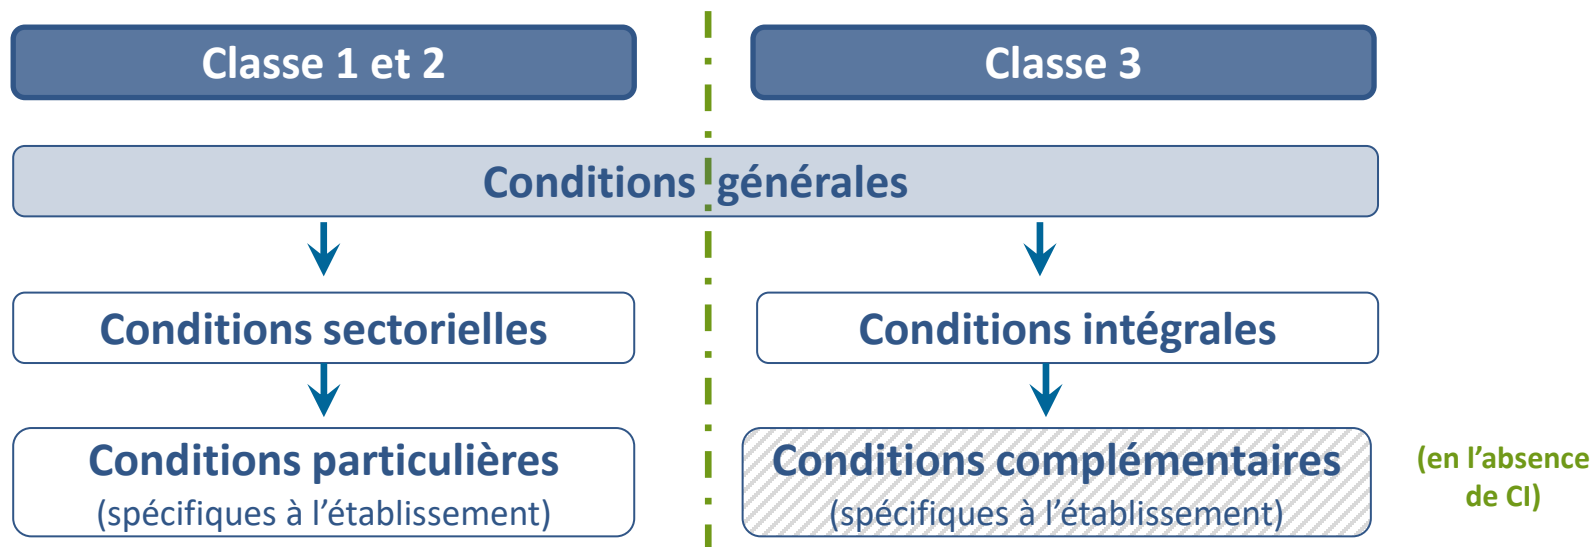 Classe 1 et 2
Classe 3
Conditions générales
Conditions sectorielles
Conditions intégrales
Conditions particulières
(spécifiques à l’établissement)
Conditions complémentaires
(spécifiques à l’établissement)
(en l’absence
de CI)